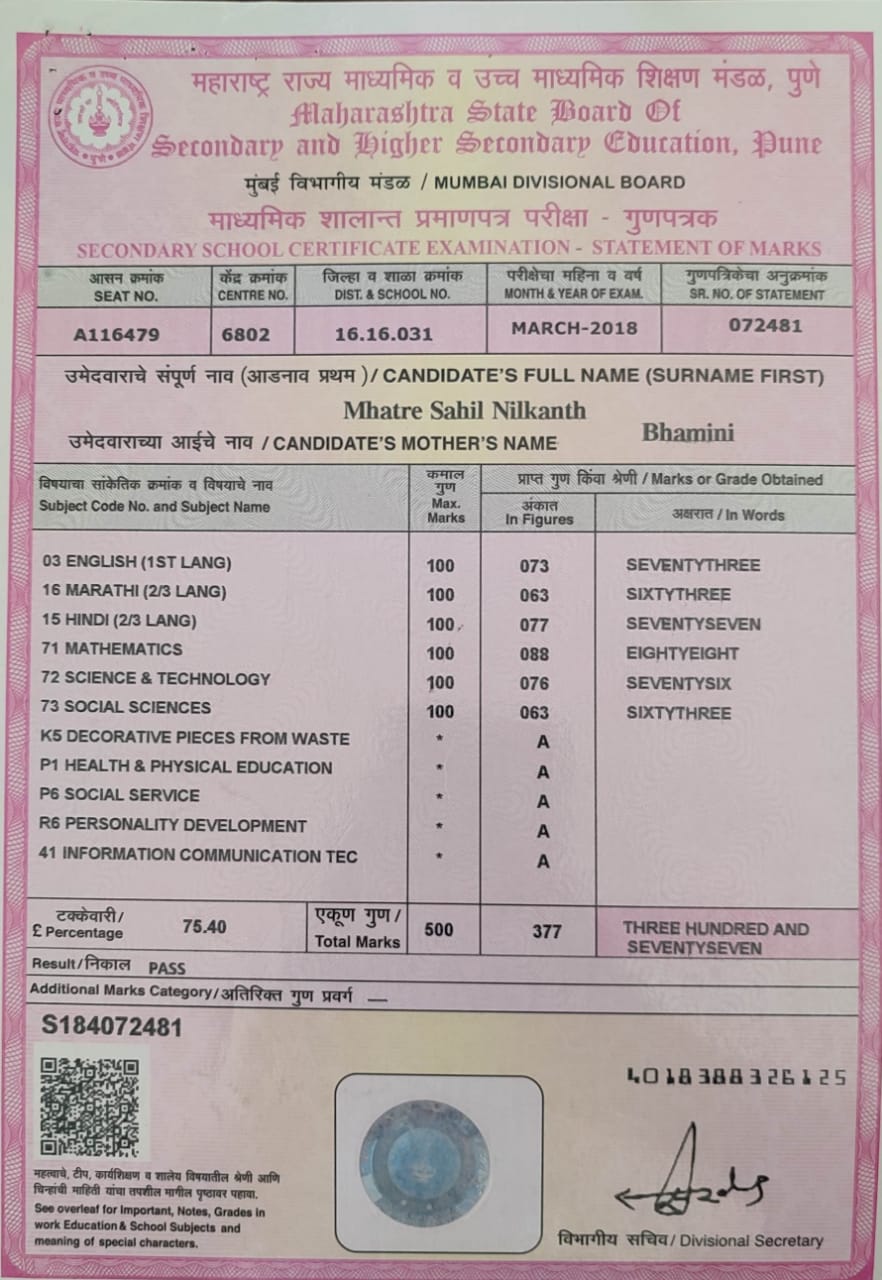 महाराष्ट्र राज्य माध्यमिक व उच्च माध्यमिक शिक्षण मंडळ, पुणे
Maharashtra State Board Of
Secondary and Higher Secondary Education, Pune
मुंबई विभागीय मंडळ / MUMBAI DIVISIONAL BOARD
माध्यमिक शालान्त प्रमाणपत्र परीक्षा - गुणपत्रक
SECONDARY SCHOOL CERTIFICATE EXAMINATION - STATEMENT OF MARKS
आसन क्रमांक केंद्र क्रमांक जिल्हा व शाळा क्रमांक परीक्षेचा महिना व वर्ष गुणपत्रिकेचा अनुक्रमांक
SEAT NO. CENTRE NO. DIST. & SCHOOL NO. MONTH & YEAR OF EXAM. SR. NO. OF STATEMENT
A116479 6802 16.16.031 MARCH-2018 072481
उमेदवाराचे संपूर्ण नाव (आडनाव प्रथम )/ CANDIDATE'S FULL NAME (SURNAME FIRST)
Mhatre Sahil Nilkanth
उमेदवाराच्या आईचे नाव / CANDIDATE'S MOTHER'S NAME Bhamini
विषयाचा सांकेतिक क्रमांक व विषयाचे नाव
Subject Code No. and Subject Name
कमाल
गुण
Max.
Marks
प्राप्त गुण किंवा श्रेणी / Marks or Grade Obtained
अंकात
In Figures
अक्षरात / In Words
03 ENGLISH (1ST LANG) 100 073 SEVENTYTHREE
16 MARATHI (2/3 LANG) 100 063 SIXTYTHREE
15 HINDI (2/3 LANG) 100 077 SEVENTYSEVEN
71 MATHEMATICS 100 088 EIGHTYEIGHT
72 SCIENCE & TECHNOLOGY 100 076 SEVENTYSIX
73 SOCIAL SCIENCES 100 063 SIXTYTHREE
K5 DECORATIVE PIECES FROM WASTE * A
P1 HEALTH & PHYSICAL EDUCATION * A
P6 SOCIAL SERVICE * A
R6 PERSONALITY DEVELOPMENT * A
41 INFORMATION COMMUNICATION TEC * A
टक्केवारी/
£ Percentage 75.40
एकूण गुण /
Total Marks 500 377 THREE HUNDRED AND
SEVENTYSEVEN
Result/निकाल PASS
Additional Marks Category/अतिरिक्त गुण प्रवर्ग —
S184072481
4018388326125
महत्वाचे, टीप, कार्यशिक्षण व शालेय विषयातील श्रेणी आणि
चिन्हांची माहिती यांचा तपशील मागील पृष्ठावर पहावा.
See overleaf for Important, Notes, Grades in
work Education & School Subjects and
meaning of special characters.
विभागीय सचिव / Divisional Secretary